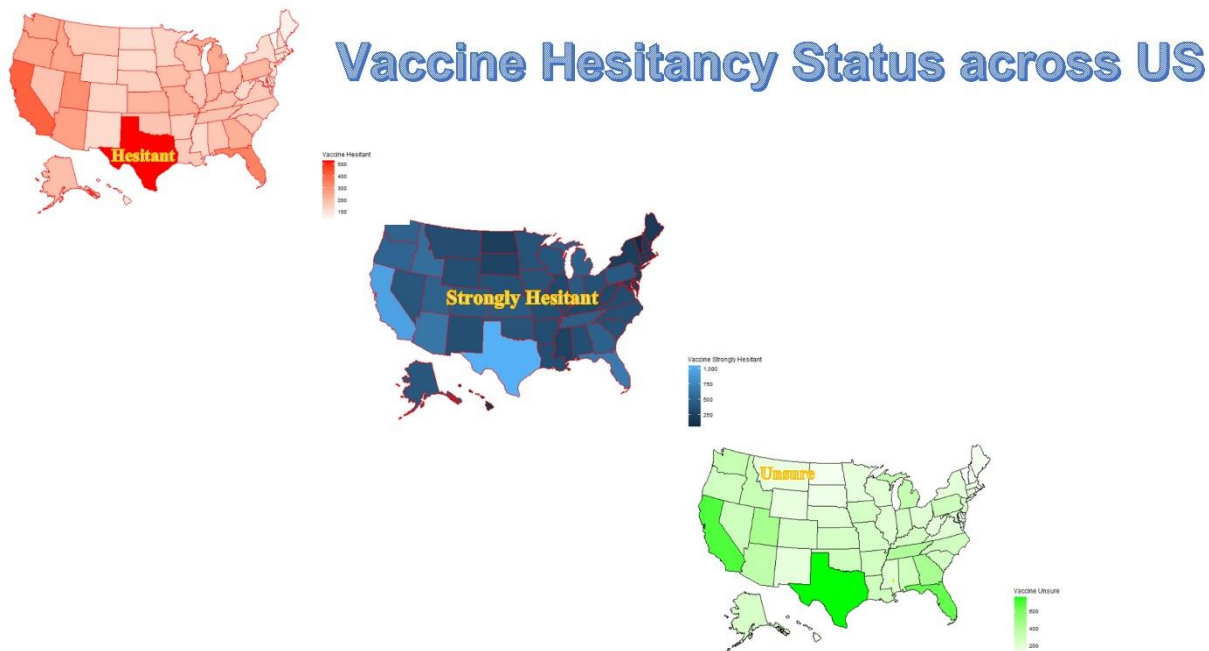 Vaccine Hesitancy Status across US
Hesitant
Vaccine Hesitant
500
400
300
200
100
Strongly Hesitant
Vaccine Strongly Hesitant
1,000
750
500
250
Unsure
Vaccine Unsure
600
400
200